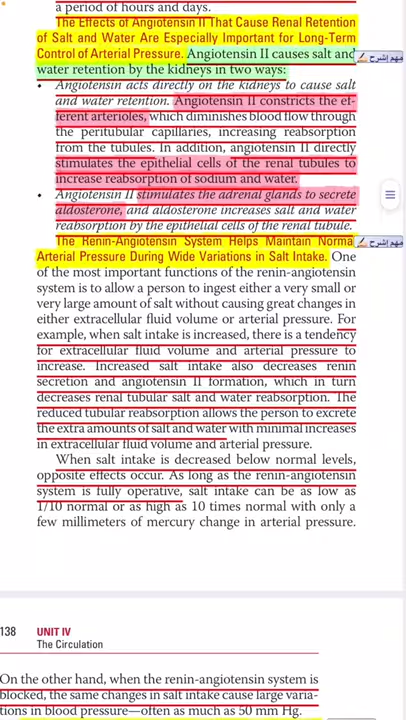 a period of hours and days.
The Effects of Angiotensin II That Cause Renal Retention
of Salt and Water Are Especially Important for Long-Term
Control of Arterial Pressure. Angiotensin II causes salt and
water retention by the kidneys in two ways:
مهم إشرح
• Angiotensin acts directly on the kidneys to cause salt
and water retention. Angiotensin II constricts the ef-
ferent arterioles, which diminishes blood flow through
the peritubular capillaries, increasing reabsorption
from the tubules. In addition, angiotensin II directly
stimulates the epithelial cells of the renal tubules to
increase reabsorption of sodium and water.
• Angiotensin II stimulates the adrenal glands to secrete
aldosterone, and aldosterone increases salt and water
reabsorption by the epithelial cells of the renal tubule.
The Renin-Angiotensin System Helps Maintain Norma
مهم إشرح
Arterial Pressure During Wide Variations in Salt Intake. One
of the most important functions of the renin-angiotensin
system is to allow a person to ingest either a very small or
very large amount of salt without causing great changes in
either extracellular fluid volume or arterial pressure. For
example, when salt intake is increased, there is a tendency
for extracellular fluid volume and arterial pressure to
increase. Increased salt intake also decreases renin
secretion and angiotensin II formation, which in turn
decreases renal tubular salt and water reabsorption. The
reduced tubular reabsorption allows the person to excrete
the extra amounts of salt and water with minimal increases
in extracellular fluid volume and arterial pressure.
When salt intake is decreased below normal levels,
opposite effects occur. As long as the renin-angiotensin
system is fully operative, salt intake can be as low as
1/10 normal or as high as 10 times normal with only a
few millimeters of mercury change in arterial pressure.
138 UNIT IV
The Circulation
On the other hand, when the renin-angiotensin system is
blocked, the same changes in salt intake cause large varia-
tions in blood pressure—often as much as 50 mm Hg.